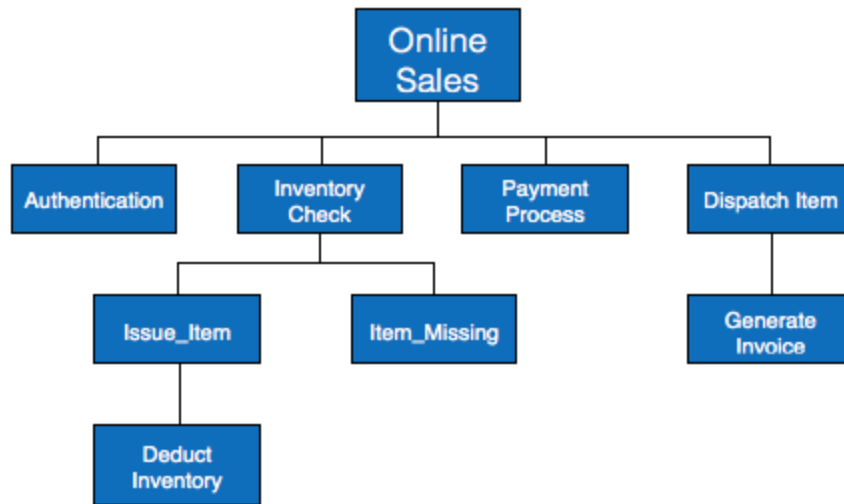 Online
Sales
Authentication
Inventory
Check
Payment
Process
Dispatch Item
Issue_Item
Item_Missing
Generate
Invoice
Deduct
Inventory